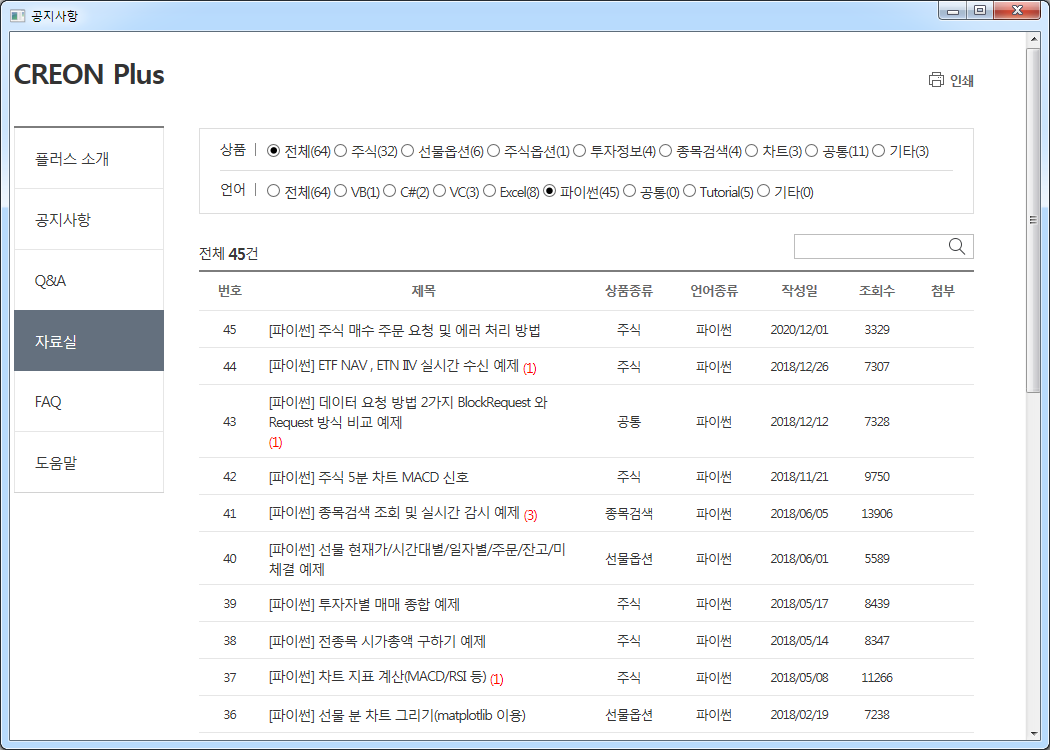 공지사항
CREON Plus
인쇄
플러스 소개
공지사항
Q&A
자료실
FAQ
도움말
상품 | 전체(64) 주식(32) 선물옵션(6) 주식옵션(1) 투자정보(4) 종목검색(4) 차트(3) 공통(11) 기타(3)
언어 | 전체(64) VB(1) C#(2) VC(3) Excel(8) 파이썬(45) 공통(0) Tutorial(5) 기타(0)
전체 45건
번호 제목 상품종류 언어종류 작성일 조회수 첨부
45 [파이썬] 주식 매수 주문 요청 및 에러 처리 방법 주식 파이썬 2020/12/01 3329
44 [파이썬] ETF NAV , ETN IIV 실시간 수신 예제 (1) 주식 파이썬 2018/12/26 7307
[파이썬] 데이터 요청 방법 2가지 BlockRequest 와
43 Request 방식 비교 예제 공통 파이썬 2018/12/12 7328
(1)
42 [파이썬] 주식 5분 차트 MACD 신호 주식 파이썬 2018/11/21 9750
41 [파이썬] 종목검색 조회 및 실시간 감시 예제 (3) 종목검색 파이썬 2018/06/05 13906
40 [파이썬] 선물 현재가/시간대별/일자별/주문/잔고/미 선물옵션 파이썬 2018/06/01 5589
체결 예제
39 [파이썬] 투자자별 매매 종합 예제 주식 파이썬 2018/05/17 8439
38 [파이썬] 전종목 시가총액 구하기 예제 주식 파이썬 2018/05/14 8347
37 [파이썬] 차트 지표 계산(MACD/RSI 등) (1) 주식 파이썬 2018/05/08 11266
36 [파이썬] 선물 분 차트 그리기(matplotlib 이용) 선물옵션 파이썬 2018/02/19 7238